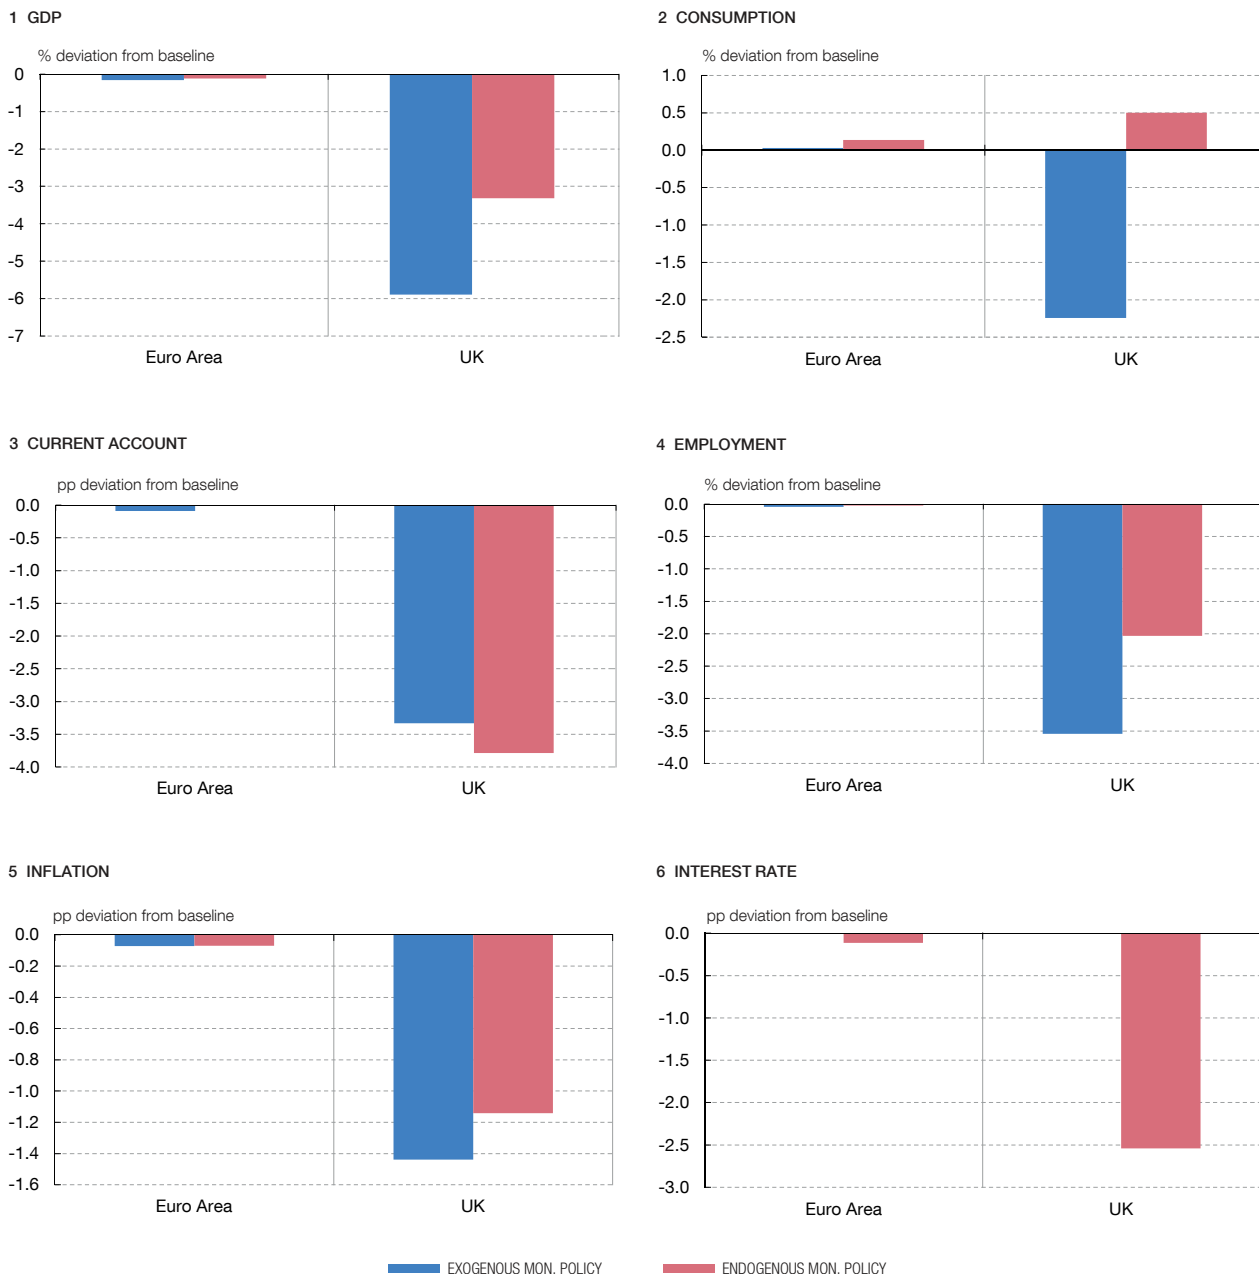 1 GDP
% deviation from baseline
0
-1
-2
-3
-4
-5
-6
-7
Euro Area
UK
2 CONSUMPTION
% deviation from baseline
1.0
0.5
0.0
-0.5
-1.0
-1.5
-2.0
-2.5
Euro Area
UK
3 CURRENT ACCOUNT
pp deviation from baseline
0.0
-0.5
-1.0
-1.5
-2.0
-2.5
-3.0
-3.5
-4.0
Euro Area
UK
4 EMPLOYMENT
% deviation from baseline
0.0
-0.5
-1.0
-1.5
-2.0
-2.5
-3.0
-3.5
-4.0
Euro Area
UK
5 INFLATION
pp deviation from baseline
0.0
-0.2
-0.4
-0.6
-0.8
-1.0
-1.2
-1.4
-1.6
Euro Area
UK
6 INTEREST RATE
pp deviation from baseline
0.0
-0.5
-1.0
-1.5
-2.0
-2.5
-3.0
Euro Area
UK
EXOGENOUS MON. POLICY
ENDOGENOUS MON. POLICY